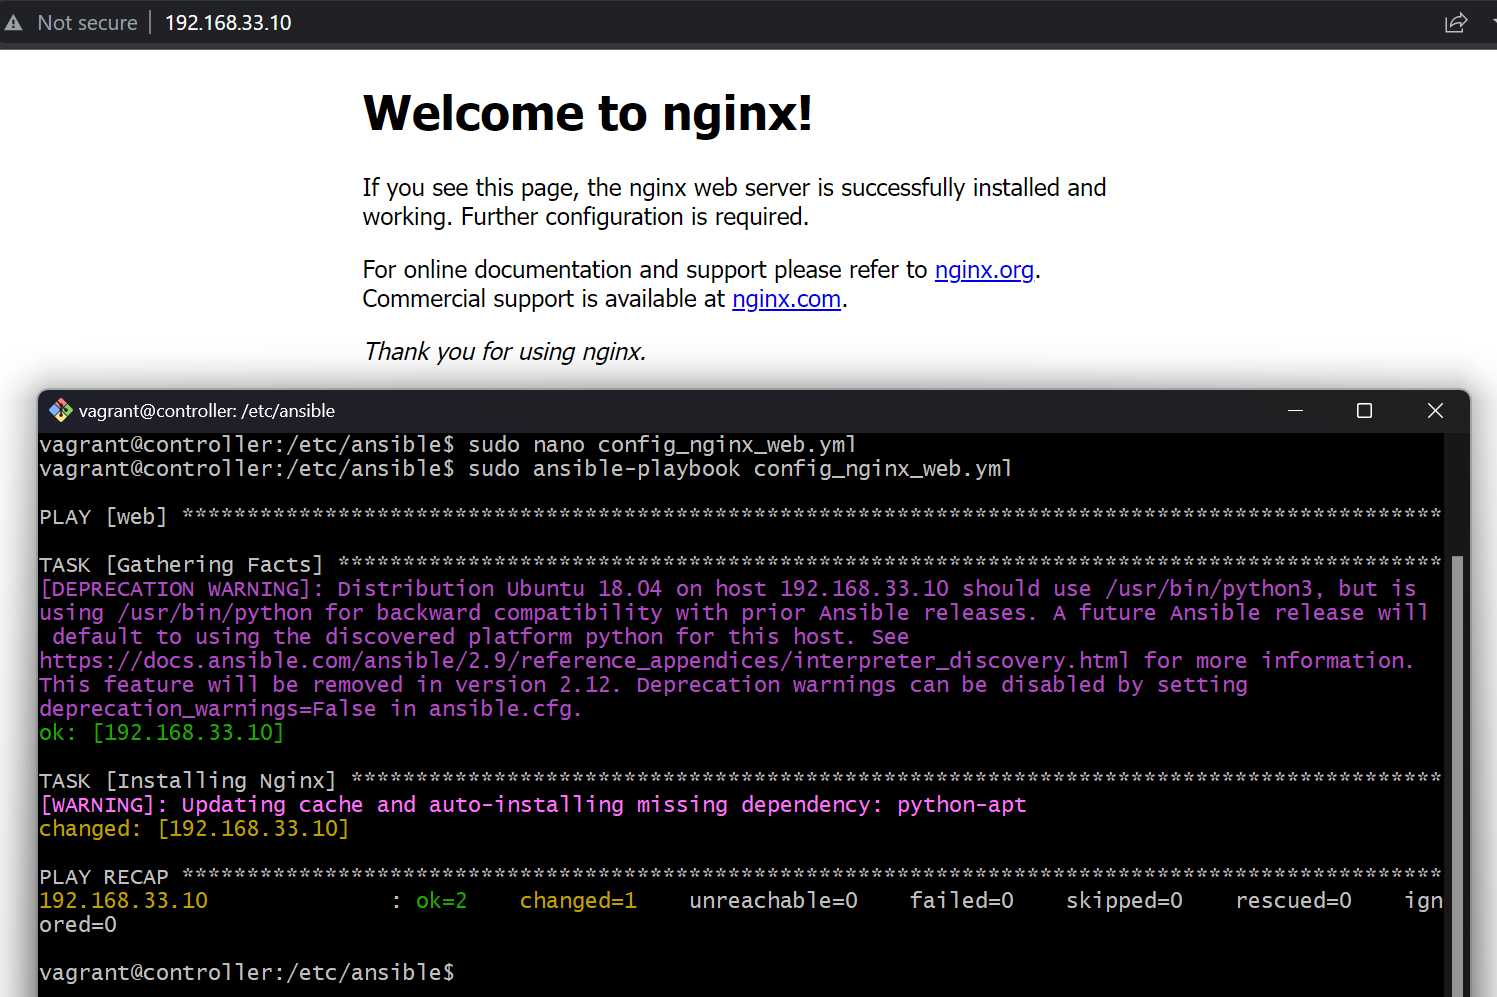 Not secure | 192.168.33.10
Welcome to nginx!
If you see this page, the nginx web server is successfully installed and
working. Further configuration is required.
For online documentation and support please refer to nginx.org.
Commercial support is available at nginx.com.
Thank you for using nginx.
vagrant@controller: /etc/ansible
vagrant@controller:/etc/ansible$ sudo nano config_nginx_web.yml
vagrant@controller:/etc/ansible$ sudo ansible-playbook config_nginx_web.yml
PLAY [web] *************************************************************************************************
TASK [Gathering Facts] *************************************************************************************
[DEPRECATION WARNING]: Distribution Ubuntu 18.04 on host 192.168.33.10 should use /usr/bin/python3, but is
using /usr/bin/python for backward compatibility with prior Ansible releases. A future Ansible release will
 default to using the discovered platform python for this host. See
https://docs.ansible.com/ansible/2.9/reference_appendices/interpreter_discovery.html for more information.
This feature will be removed in version 2.12. Deprecation warnings can be disabled by setting
deprecation_warnings=False in ansible.cfg.
ok: [192.168.33.10]
TASK [Installing Nginx] ************************************************************************************
[WARNING]: Updating cache and auto-installing missing dependency: python-apt
changed: [192.168.33.10]
PLAY RECAP *************************************************************************************************
192.168.33.10              : ok=2    changed=1    unreachable=0    failed=0    skipped=0    rescued=0    ign
ored=0
vagrant@controller:/etc/ansible$